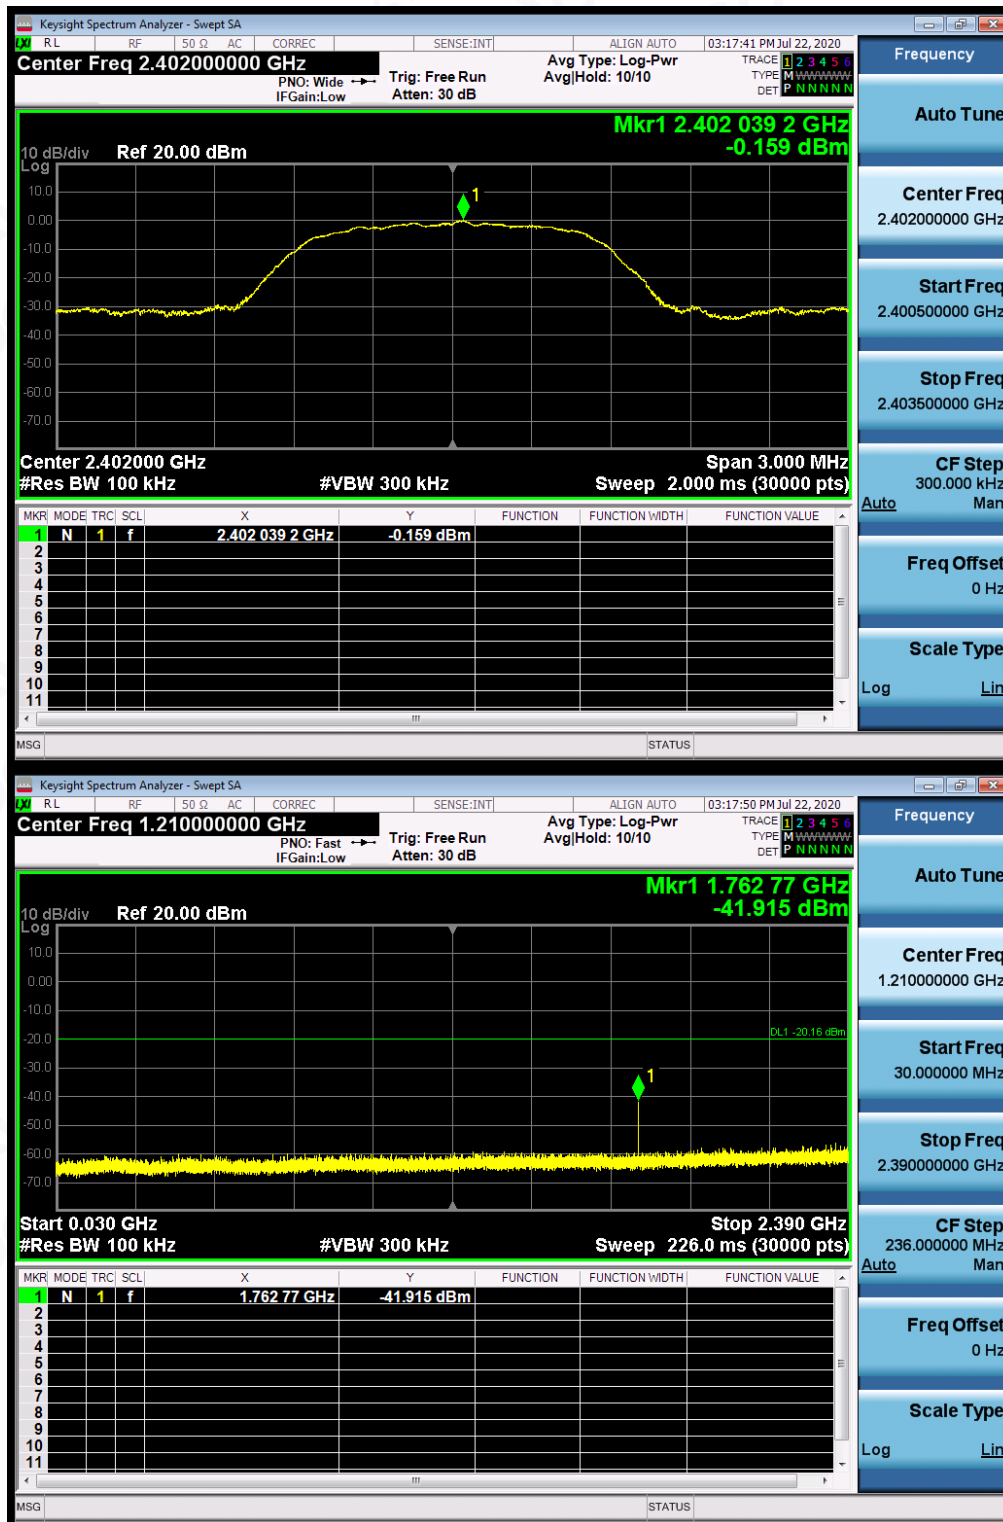 Keysight Spectrum Analyzer - Swept SA
LXI RL RF 50 Ω AC CORREC SENSE:INT ALIGN AUTO 03:17:41 PM Jul 22, 2020
Center Freq 2.402000000 GHz
PNO: Wide
IFGain:Low
Trig: Free Run
Atten: 30 dB
Avg Type: Log-Pwr
Avg|Hold: 10/10
TRACE 1 2 3 4 5 6
TYPE M WWWWW
DET P N N N N N
Mkr1 2.402 039 2 GHz
-0.159 dBm
10 dB/div Ref 20.00 dBm
Log
10.0
0.00
-10.0
-20.0
-30.0
-40.0
-50.0
-60.0
-70.0
1
Center 2.402000 GHz Span 3.000 MHz
#Res BW 100 kHz #VBW 300 kHz Sweep 2.000 ms (30000 pts)
MKR MODE TRC SCL X Y FUNCTION FUNCTION WIDTH FUNCTION VALUE
1 N 1 f 2.402 039 2 GHz -0.159 dBm
2
3
4
5
6
7
8
9
10
11
MSG STATUS
Frequency
Auto Tune
Center Freq
2.402000000 GHz
Start Freq
2.400500000 GHz
Stop Freq
2.403500000 GHz
CF Step
300.000 kHz
Auto Man
Freq Offset
0 Hz
Scale Type
Log Lin
Keysight Spectrum Analyzer - Swept SA
LXI RL RF 50 Ω AC CORREC SENSE:INT ALIGN AUTO 03:17:50 PM Jul 22, 2020
Center Freq 1.210000000 GHz
PNO: Fast
IFGain:Low
Trig: Free Run
Atten: 30 dB
Avg Type: Log-Pwr
Avg|Hold: 10/10
TRACE 1 2 3 4 5 6
TYPE M WWWWW
DET P N N N N N
Mkr1 1.762 77 GHz
-41.915 dBm
10 dB/div Ref 20.00 dBm
Log
10.0
0.00
-10.0
-20.0
-30.0
-40.0
-50.0
-60.0
-70.0
DL1 -20.16 dBm
1
Start 0.030 GHz Stop 2.390 GHz
#Res BW 100 kHz #VBW 300 kHz Sweep 226.0 ms (30000 pts)
MKR MODE TRC SCL X Y FUNCTION FUNCTION WIDTH FUNCTION VALUE
1 N 1 f 1.762 77 GHz -41.915 dBm
2
3
4
5
6
7
8
9
10
11
MSG STATUS
Frequency
Auto Tune
Center Freq
1.210000000 GHz
Start Freq
30.000000 MHz
Stop Freq
2.390000000 GHz
CF Step
236.000000 MHz
Auto Man
Freq Offset
0 Hz
Scale Type
Log Lin